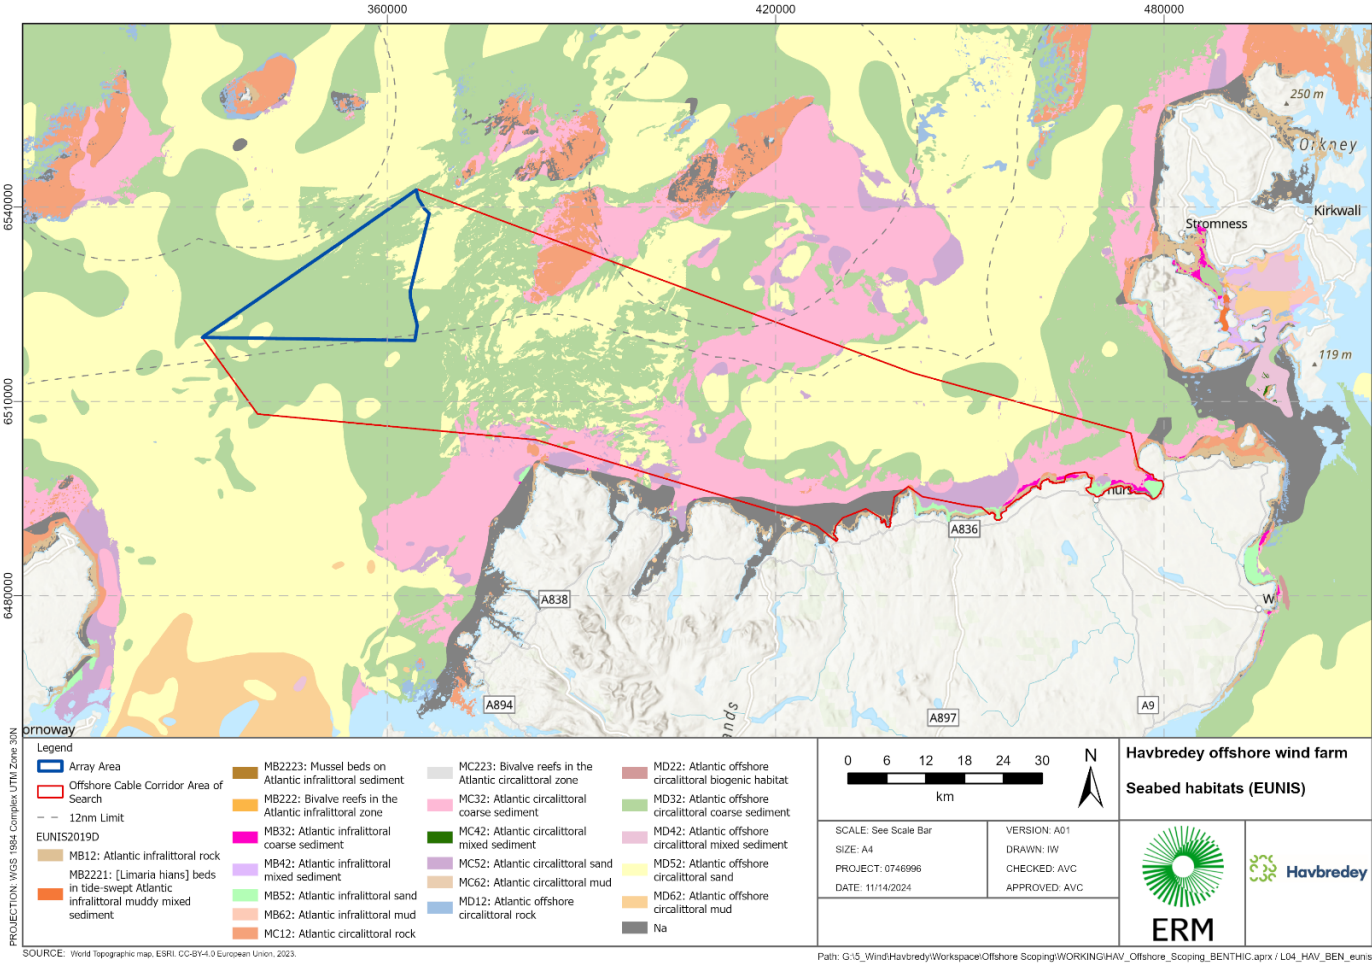 360000
420000
480000
6540000
6510000
6480000
250 m
Orkney
Kirkwall
Stromness
119 m
A836
A838
A894
A897
A9
W
ands
ornoway
PROJECTION: WGS 1984 Complex UTM Zone 30N
Legend
Array Area
Offshore Cable Corridor Area of
Search
12nm Limit
EUNIS2019D
MB12: Atlantic infralittoral rock
MB2221: [Limaria hians] beds
in tide-swept Atlantic
infralittoral muddy mixed
sediment
MB2223: Mussel beds on
Atlantic infralittoral sediment
MB222: Bivalve reefs in the
Atlantic infralittoral zone
MB32: Atlantic infralittoral
coarse sediment
MB42: Atlantic infralittoral
mixed sediment
MB52: Atlantic infralittoral sand
MB62: Atlantic infralittoral mud
MC12: Atlantic circalittoral rock
MC223: Bivalve reefs in the
Atlantic circalittoral zone
MC32: Atlantic circalittoral
coarse sediment
MC42: Atlantic circalittoral
mixed sediment
MC52: Atlantic circalittoral sand
MC62: Atlantic circalittoral mud
MD12: Atlantic offshore
circalittoral rock
MD22: Atlantic offshore
circalittoral biogenic habitat
MD32: Atlantic offshore
circalittoral coarse sediment
MD42: Atlantic offshore
circalittoral mixed sediment
MD52: Atlantic offshore
circalittoral sand
MD62: Atlantic offshore
circalittoral mud
Na
0 6 12 18 24 30
km
N
SCALE: See Scale Bar
SIZE: A4
PROJECT: 0746996
DATE: 11/14/2024
VERSION: A01
DRAWN: IW
CHECKED: AVC
APPROVED: AVC
Havbredey offshore wind farm
Seabed habitats (EUNIS)
ERM
Havbredey
SOURCE: World Topographic map, ESRI. CC-BY-4.0 European Union, 2023.
Path: G:\5_Wind\Havbredy\Workspace\Offshore Scoping\WORKING\HAV_Offshore_Scoping_BENTHIC.aprx / L04_HAV_BEN_eunis